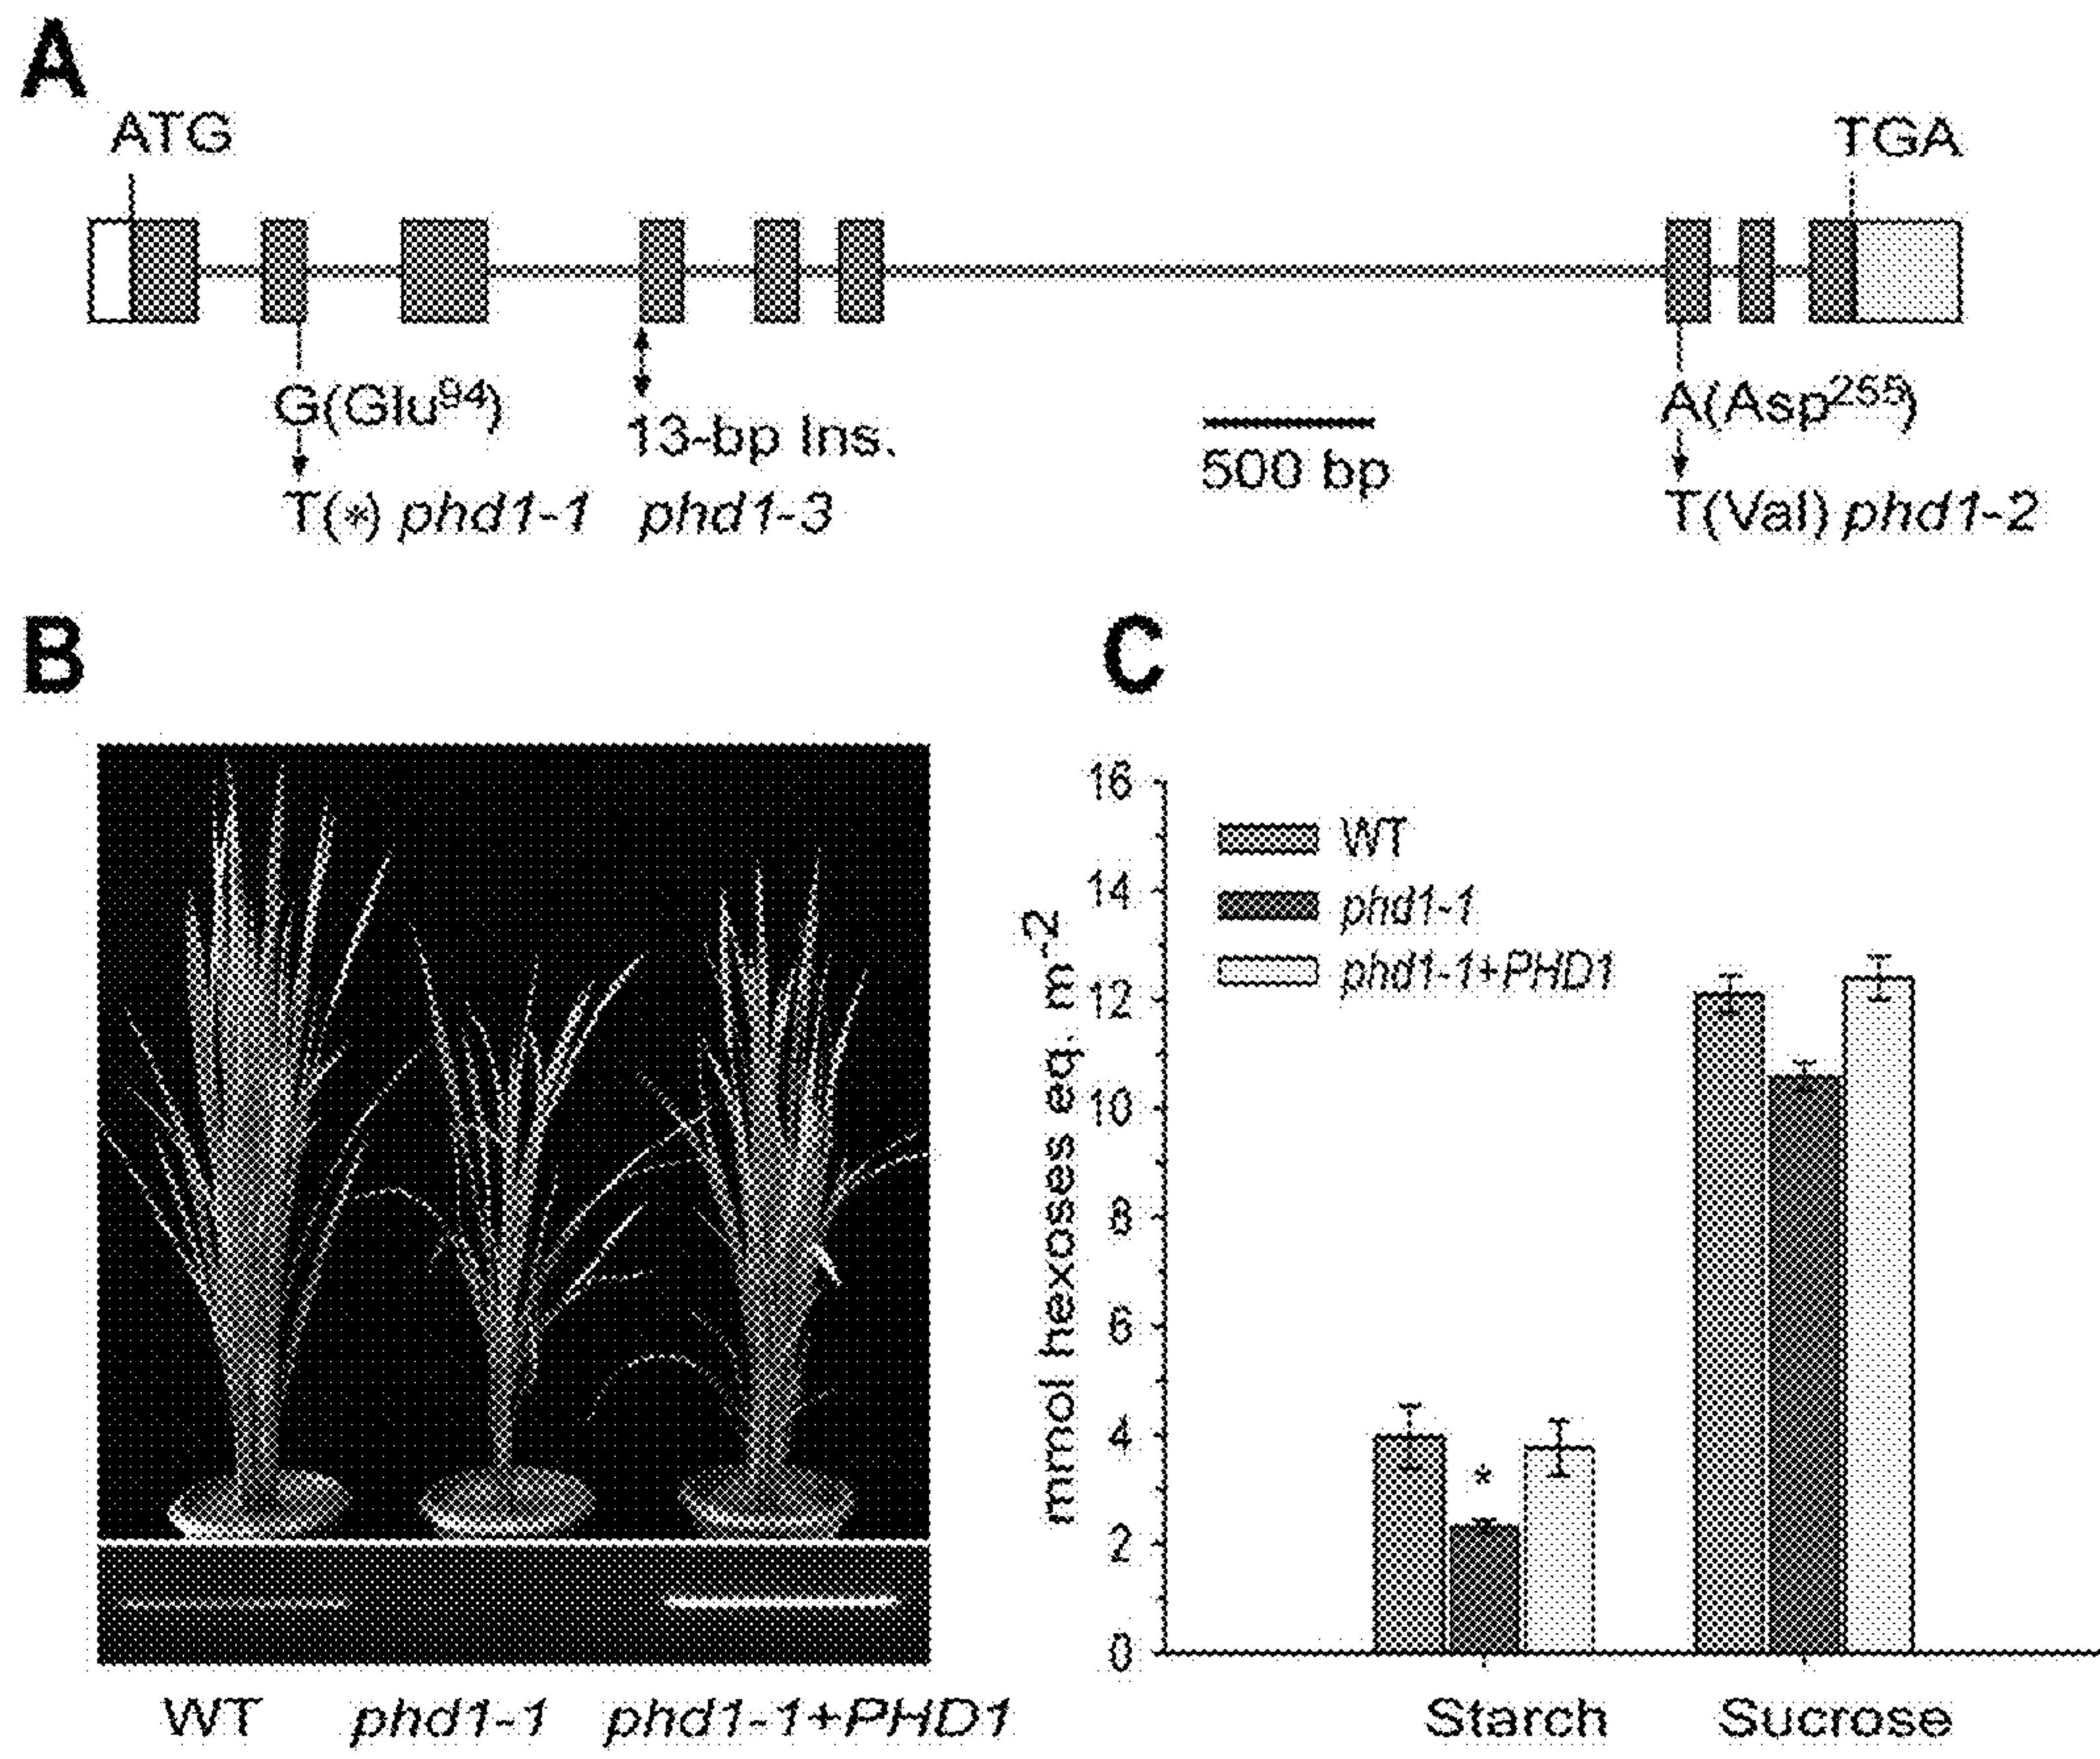 A
ATG TGA
G(Glu94) 13-bp Ins. 500 bp A(Asp255)
T(*) phd1-1 phd1-3 T(Val) phd1-2
B
WT phd1-1 phd1-1+PHD1
C
mmol hexoses eq. m-2
16
14
12
10
8
6
4
2
0
WT
phd1-1
phd1-1+PHD1
*
Starch Sucrose